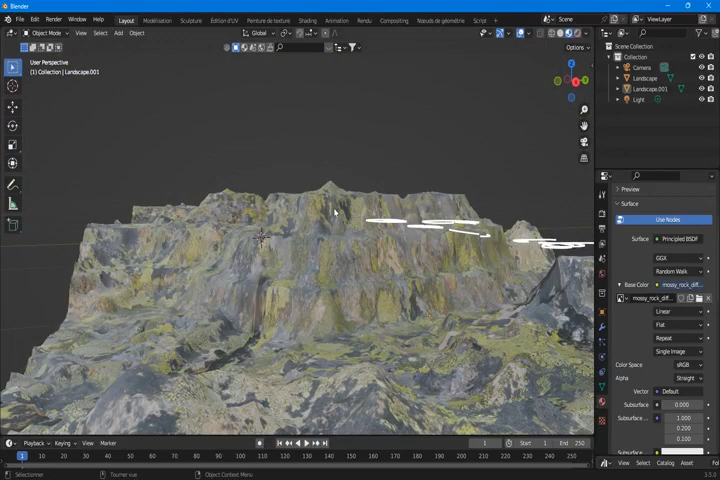 Blender
File Edit Render Window Help Layout Modélisation Sculpture Édition d'UV Peinture de texture Shading Animation Rendu Compositing Nœuds de géométrie Script Scene ViewLayer
Object Mode View Select Add Object Global
Options
User Perspective
(1) Collection | Landscape.001
Scene Collection
Collection
Camera
Landscape
Landscape.001
Light
Preview
Surface
Use Nodes
Surface Principled BSDF
GGX
Random Walk
Base Color mossy_rock_diff...
mossy_rock_diff...
Linear
Flat
Repeat
Single Image
Color Space sRGB
Alpha Straight
Vector Default
Subsurface 0.000
Subsurface ... 1.000
0.200
0.100
Playback Keying View Marker 1 Start 1 End 250
1 10 20 30 40 50 60 70 80 90 100 110 120 130 140 150 160 170 180 190 200 210 220 230 240 250
View Select Catalog Asset
Sélectionner Tourner vue Object Context Menu 3.5.0